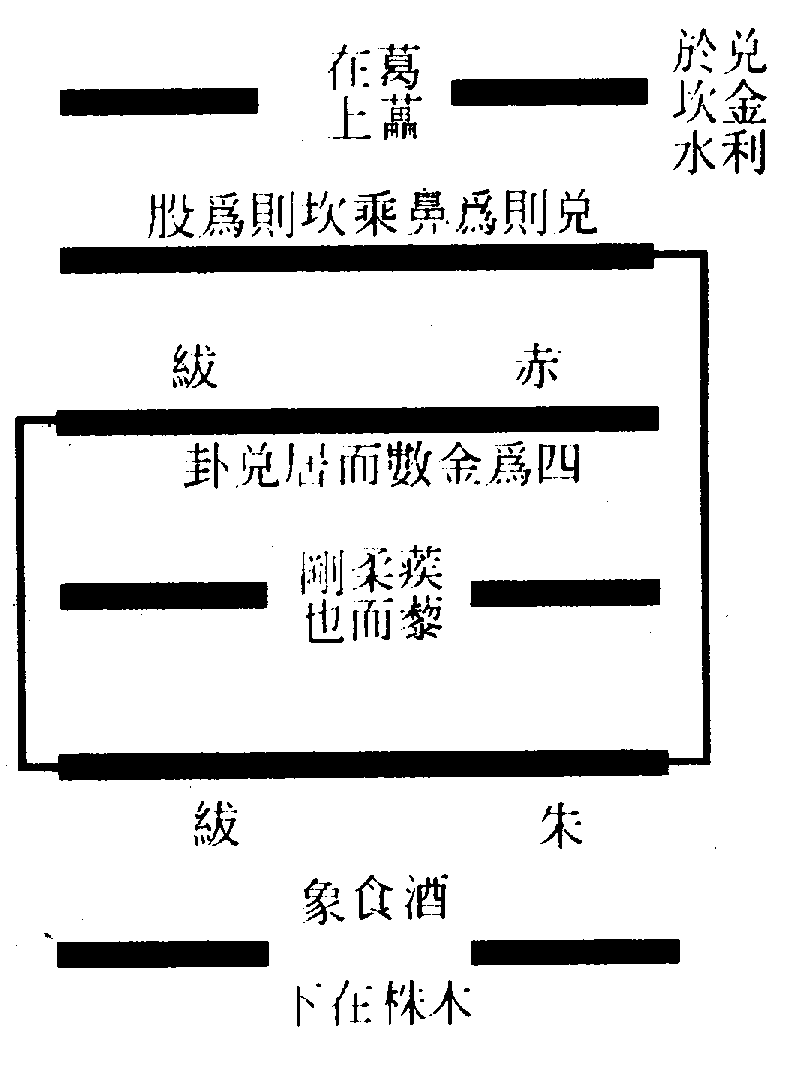 兌金利
於坎水
葛藟
在上
兌則爲鼻乘坎則爲股
赤紱
四爲金數而居兌卦
蒺藜
柔而
剛也
朱紱
酒食象
木株在下